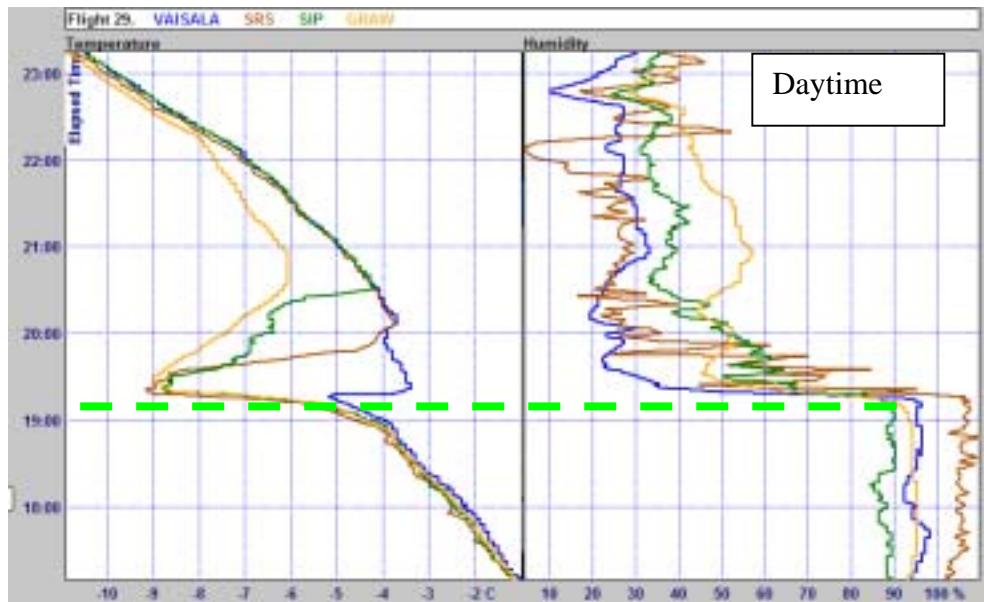 Flight 29. VAISALA SRS SIP GRAW
Temperature Humidity
Daytime
Elapsed Time
23:00
22:00
21:00
20:00
19:00
18:00
-10 -9 -8 -7 -6 -5 -4 -3 -2 C 10 20 30 40 50 60 70 80 90 100 %